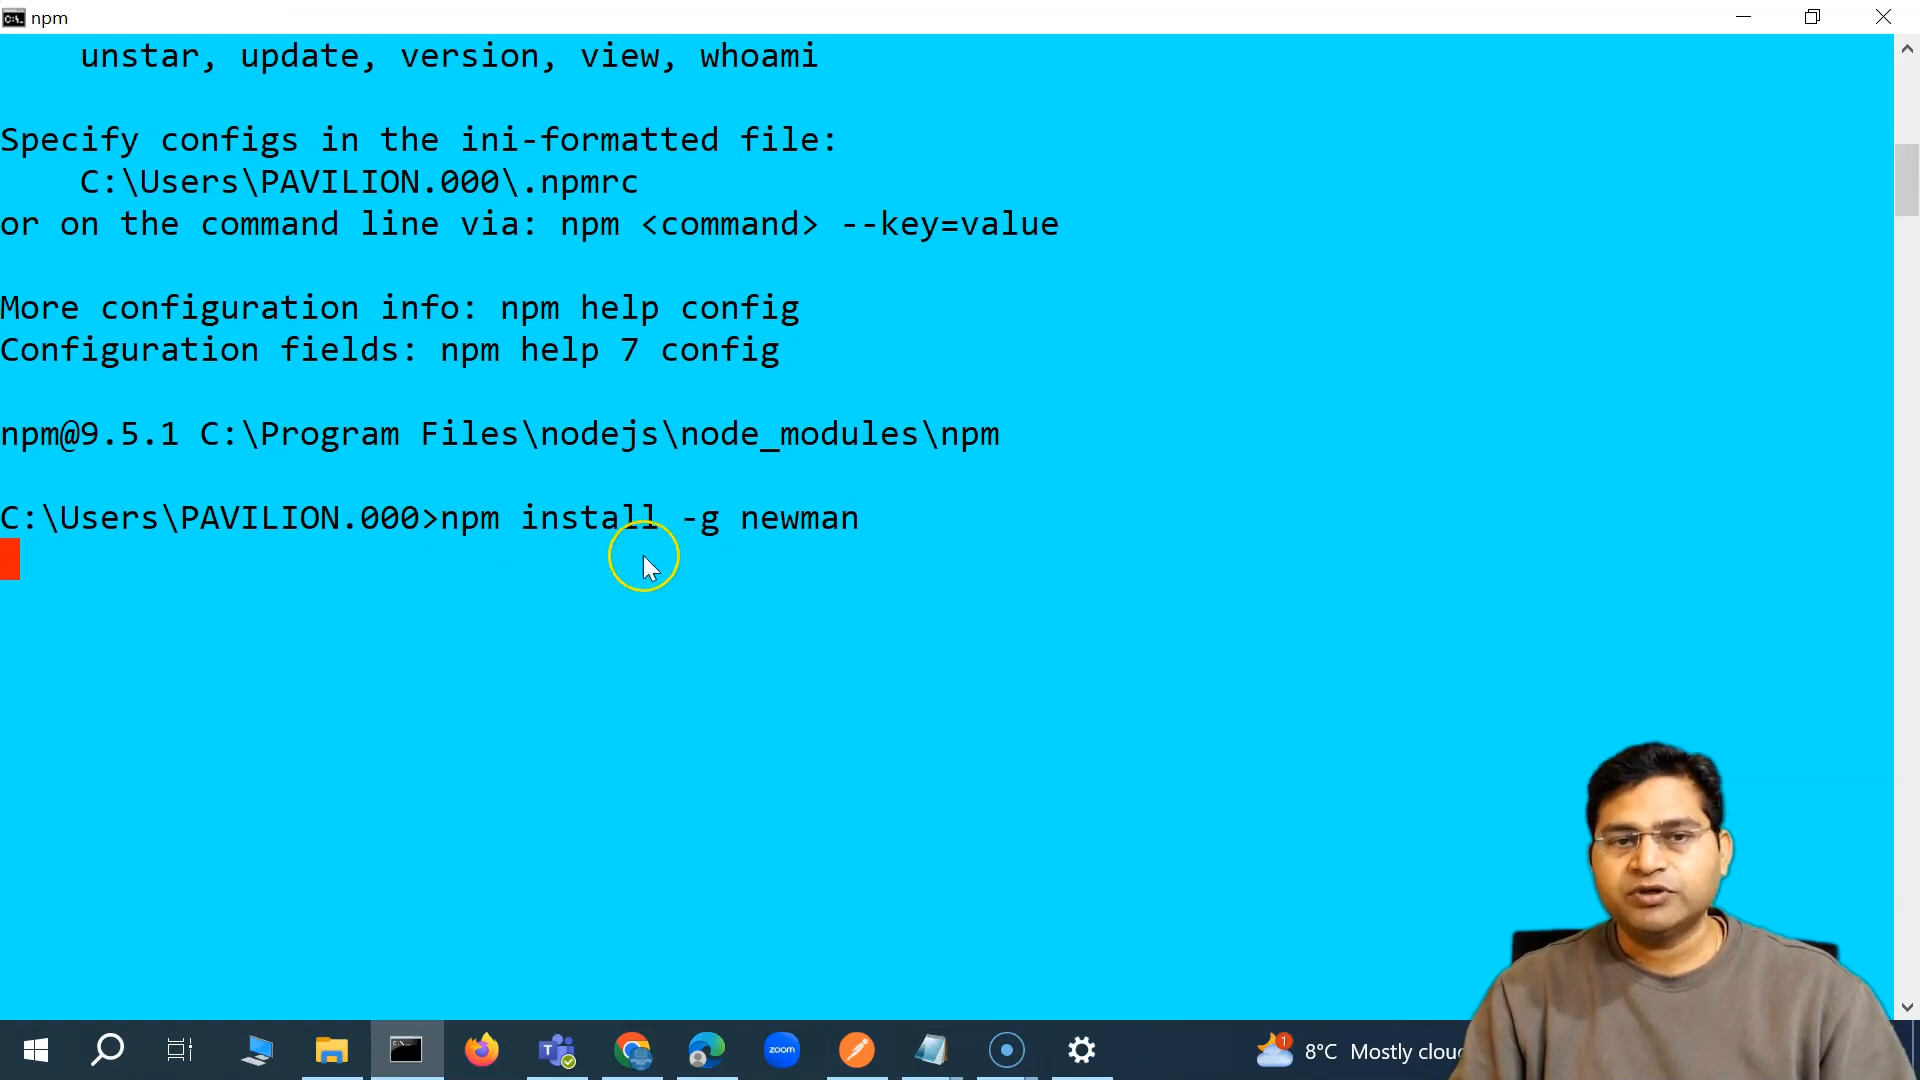 npm
unstar, update, version, view, whoami
Specify configs in the ini-formatted file:
C:\Users\PAVILION.000\.npmrc
or on the command line via: npm <command> --key=value
More configuration info: npm help config
Configuration fields: npm help 7 config
npm@9.5.1 C:\Program Files\nodejs\node_modules\npm
C:\Users\PAVILION.000>npm install -g newman
zoom
1
8°C Mostly clou